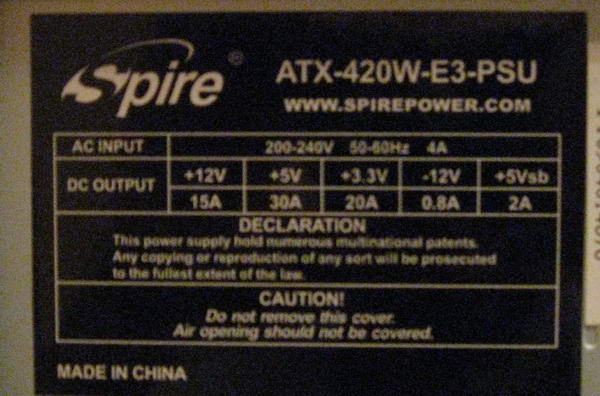 Spire® ATX-420W-E3-PSU
WWW.SPIREPOWER.COM
AC INPUT 200-240V 50-60Hz 4A
DC OUTPUT +12V +5V +3.3V -12V +5Vsb
15A 30A 20A 0.8A 2A
DECLARATION
This power supply hold numerous multinational patents.
Any copying or reproduction of any sort will be prosecuted
to the fullest extent of the law.
CAUTION!
Do not remove this cover.
Air opening should not be covered.
MADE IN CHINA